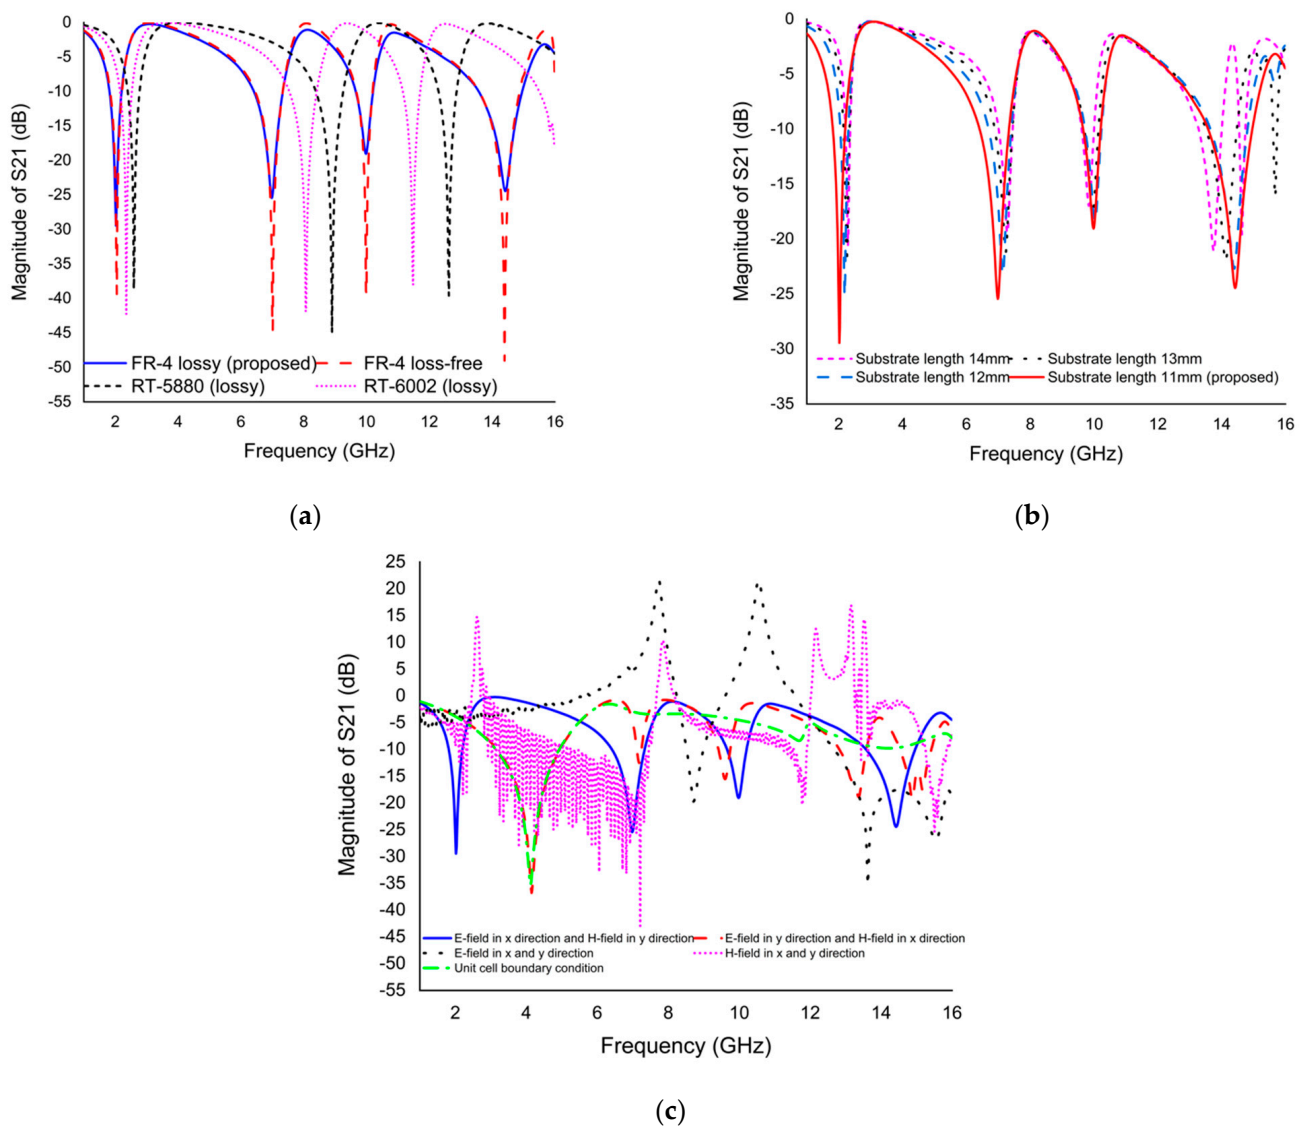 0
-5
-10
-15
-20
-25
-30
-35
-40
-45
-50
-55
Magnitude of S21 (dB)
FR-4 lossy (proposed)
FR-4 loss-free
RT-5880 (lossy)
RT-6002 (lossy)
2 4 6 8 10 12 14 16
Frequency (GHz)
(a)
0
-5
-10
-15
-20
-25
-30
-35
Magnitude of S21 (dB)
Substrate length 14mm
Substrate length 13mm
Substrate length 12mm
Substrate length 11mm (proposed)
2 4 6 8 10 12 14 16
Frequency (GHz)
(b)
25
20
15
10
5
0
-5
-10
-15
-20
-25
-30
-35
-40
-45
-50
-55
Magnitude of S21 (dB)
E-field in x direction and H-field in y direction
E-field in y direction and H-field in x direction
E-field in x and y direction
H-field in x and y direction
Unit cell boundary condition
2 4 6 8 10 12 14 16
Frequency (GHz)
(c)